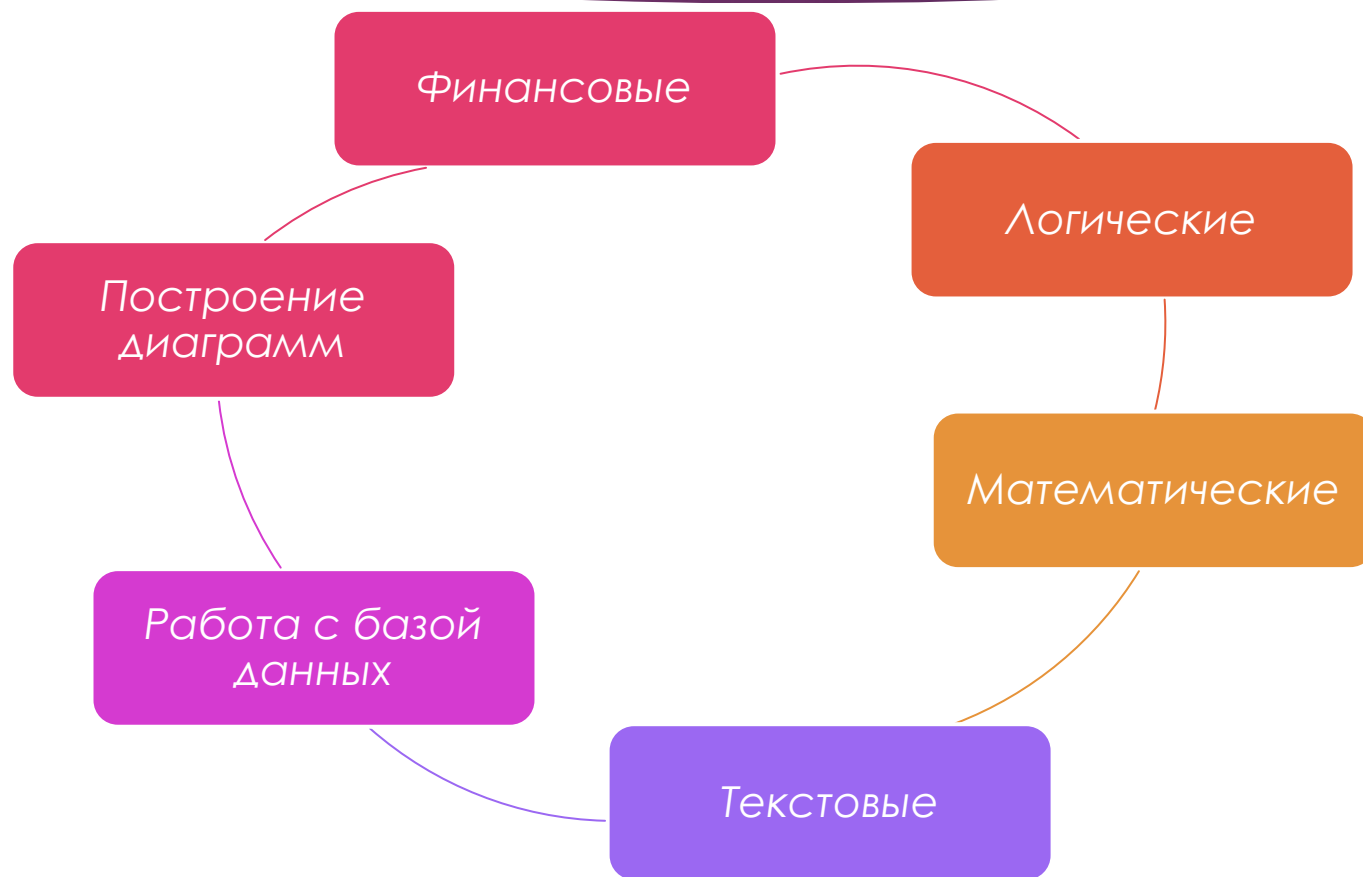 Финансовые
Логические
Математические
Текстовые
Работа с базой
данных
Построение
диаграмм